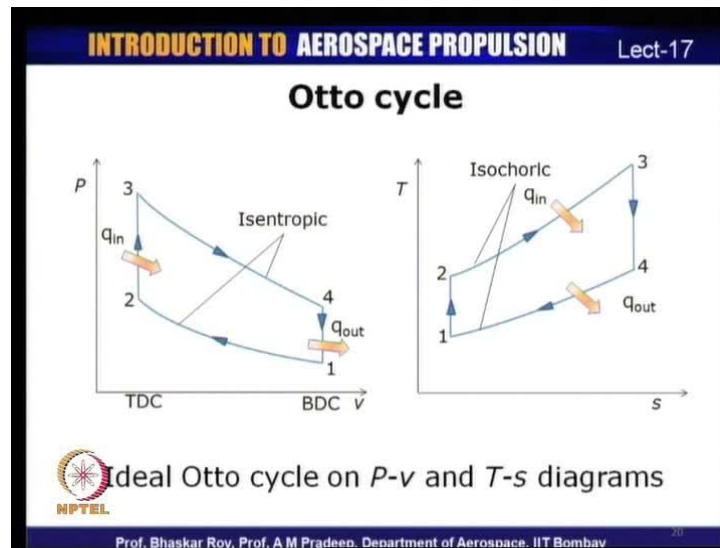 INTRODUCTION TO AEROSPACE PROPULSION Lect-17
Otto cycle
P
3
qin
Isentropic
2
4
qout
1
TDC
BDC v
T
Isochoric
qin
3
2
4
qout
1
s
Ideal Otto cycle on P-v and T-s diagrams
NPTEL
Prof. Bhaskar Roy, Prof. A M Pradeep, Department of Aerospace, IIT Bombay
20